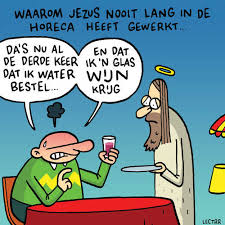 WAAROM JEZUS NOOIT LANG IN DE
HORECA HEEFT GEWERKT...
DA'S NU AL
DE DERDE KEER
DAT IK WATER
BESTEL...
EN DAT
IK 'N GLAS
WIJN
KRIJG
LECTRR